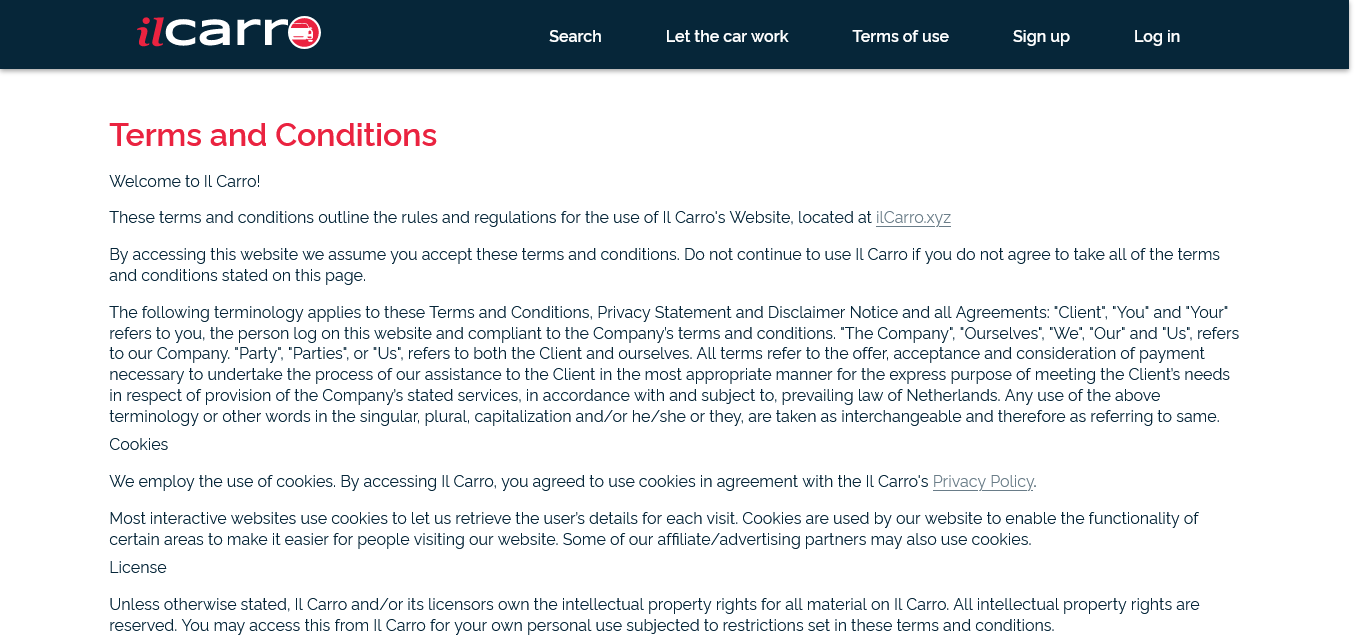 ilcarro
Search
Let the car work
Terms of use
Sign up
Log in
Terms and Conditions
Welcome to Il Carro!
These terms and conditions outline the rules and regulations for the use of Il Carro's Website, located at ilCarro.xyz
By accessing this website we assume you accept these terms and conditions. Do not continue to use Il Carro if you do not agree to take all of the terms
and conditions stated on this page.
The following terminology applies to these Terms and Conditions, Privacy Statement and Disclaimer Notice and all Agreements: "Client", "You" and "Your"
refers to you, the person log on this website and compliant to the Company’s terms and conditions. "The Company", "Ourselves", "We", "Our" and "Us", refers
to our Company. "Party", "Parties", or "Us", refers to both the Client and ourselves. All terms refer to the offer, acceptance and consideration of payment
necessary to undertake the process of our assistance to the Client in the most appropriate manner for the express purpose of meeting the Client’s needs
in respect of provision of the Company’s stated services, in accordance with and subject to, prevailing law of Netherlands. Any use of the above
terminology or other words in the singular, plural, capitalization and/or he/she or they, are taken as interchangeable and therefore as referring to same.
Cookies
We employ the use of cookies. By accessing Il Carro, you agreed to use cookies in agreement with the Il Carro's Privacy Policy.
Most interactive websites use cookies to let us retrieve the user’s details for each visit. Cookies are used by our website to enable the functionality of
certain areas to make it easier for people visiting our website. Some of our affiliate/advertising partners may also use cookies.
License
Unless otherwise stated, Il Carro and/or its licensors own the intellectual property rights for all material on Il Carro. All intellectual property rights are
reserved. You may access this from Il Carro for your own personal use subjected to restrictions set in these terms and conditions.